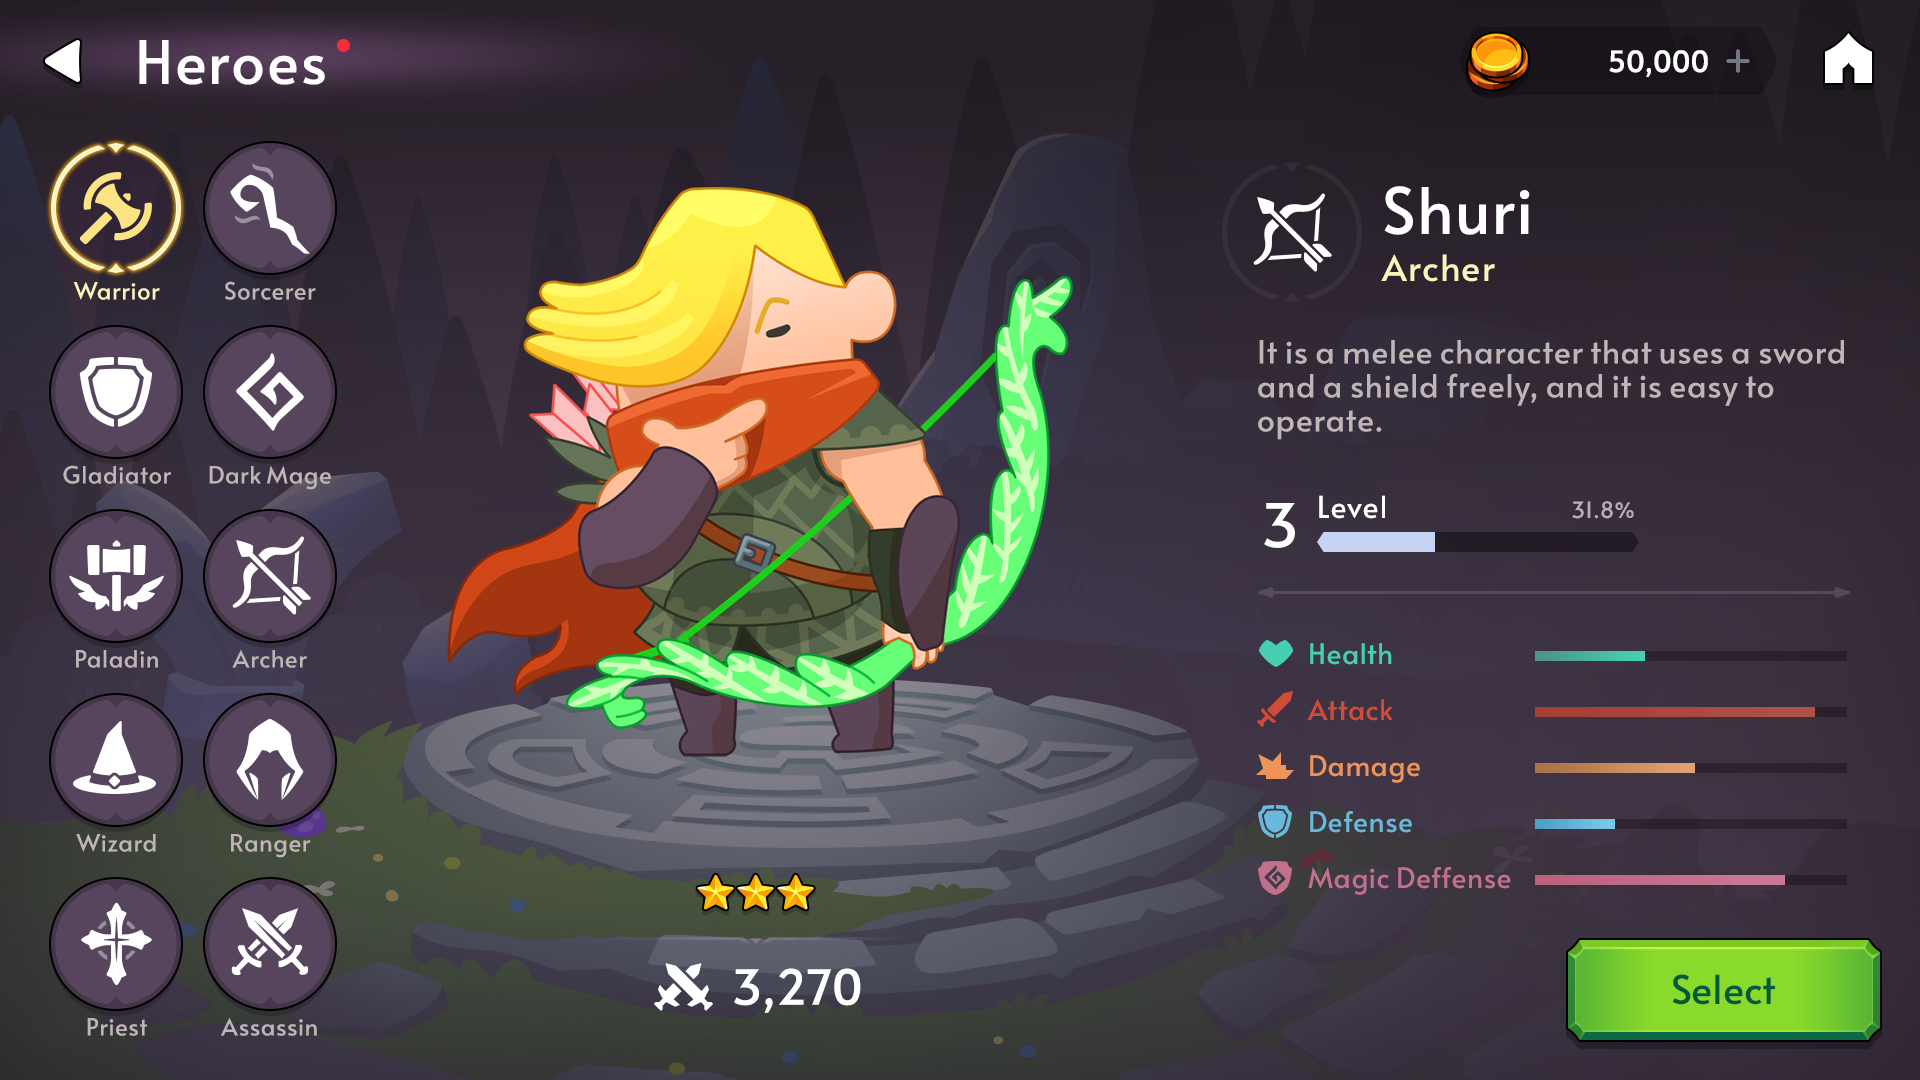 Heroes
50,000 +
Warrior
Sorcerer
Gladiator
Dark Mage
Paladin
Archer
Wizard
Ranger
Priest
Assassin
3,270
Shuri
Archer
It is a melee character that uses a sword
and a shield freely, and it is easy to
operate.
3 Level 31.8%
Health
Attack
Damage
Defense
Magic Deffense
Select